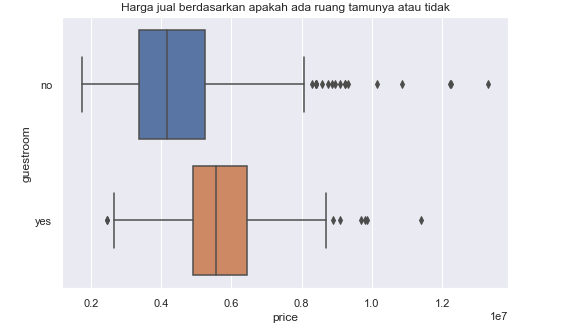 Harga jual berdasarkan apakah ada ruang tamunya atau tidak
no
guestroom
yes
0.2 0.4 0.6 0.8 1.0 1.2
price 1e7